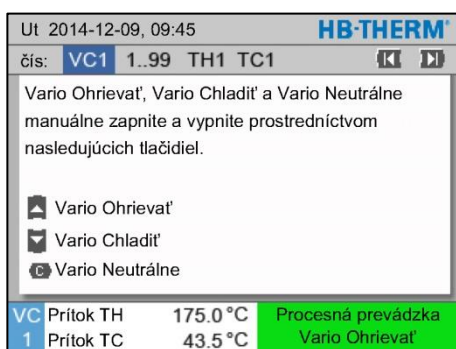 Ut 2014-12-09, 09:45 HB-THERM®
čís: VC1 1..99 TH1 TC1
Vario Ohrievať, Vario Chladiť a Vario Neutrálne
manuálne zapnite a vypnite prostredníctvom
nasledujúcich tlačidiel.
Vario Ohrievať
Vario Chladiť
C Vario Neutrálne
VC Prítok TH 175.0 °C Procesná prevádzka
1 Prítok TC 43.5 °C Vario Ohrievať